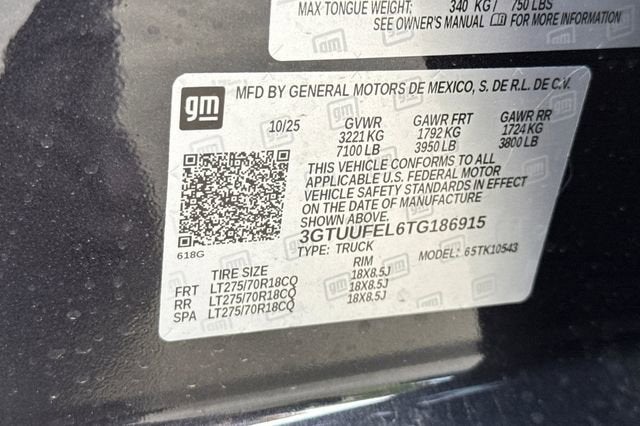 MAX TONGUE WEIGHT: 340 KG/ 750 LBS
SEE OWNER'S MANUAL FOR MORE INFORMATION
gm
MFD BY GENERAL MOTORS DE MEXICO, S. DE R.L. DE C.V.
10/25 GVWR GAWR FRT GAWR RR
3221 KG 1792 KG 1724 KG
7100 LB 3950 LB 3800 LB
THIS VEHICLE CONFORMS TO ALL
APPLICABLE U.S. FEDERAL MOTOR
VEHICLE SAFETY STANDARDS IN EFFECT
ON THE DATE OF MANUFACTURE
SHOWN ABOVE.
3GTUUFEL6TG186915
618G
TYPE: TRUCK MODEL: 65TK10543
TIRE SIZE RIM
FRT LT275/70R18CQ 18X8.5J
RR LT275/70R18CQ 18X8.5J
SPA LT275/70R18CQ 18X8.5J